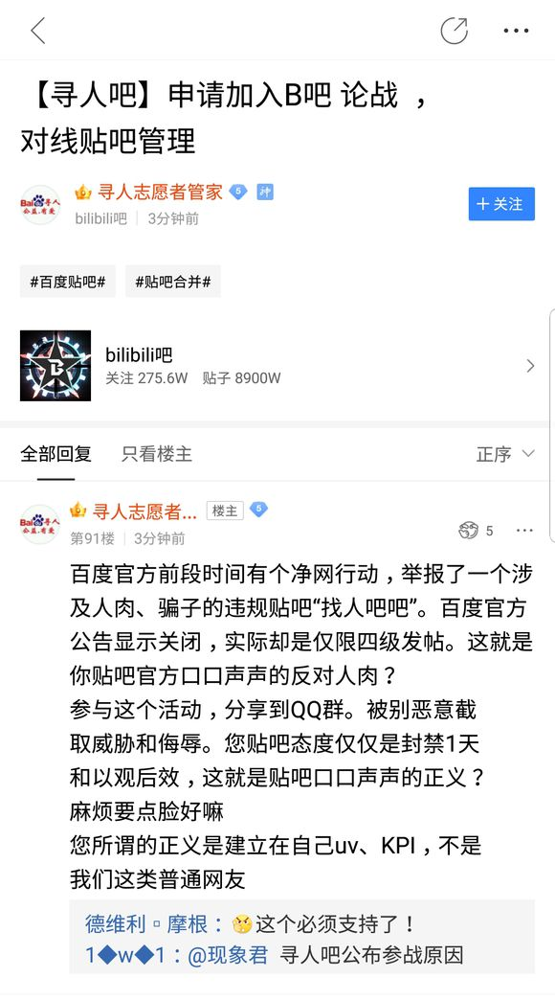 【寻人吧】申请加入B吧 论战 ，
对线贴吧管理
寻人志愿者管家 5 神
bilibili吧 3分钟前
+ 关注
Bai 寻人
公益.有爱
#百度贴吧# #贴吧合并#
B
bilibili吧
关注 275.6W 贴子 8900W
全部回复 只看楼主 正序
Bai 寻人
公益.有爱
寻人志愿者... 楼主 5
第91楼 3分钟前
5
百度官方前段时间有个净网行动，举报了一个涉
及人肉、骗子的违规贴吧“找人吧吧”。百度官方
公告显示关闭，实际却是仅限四级发帖。这就是
你贴吧官方口口声声的反对人肉？
参与这个活动，分享到QQ群。被别恶意截
取威胁和侮辱。您贴吧态度仅仅是封禁1天
和以观后效，这就是贴吧口口声声的正义？
麻烦要点脸好嘛
您所谓的正义是建立在自己uv、KPI，不是
我们这类普通网友
德维利▫摩根：这个必须支持了！
1◆w◆1：@现象君 寻人吧公布参战原因